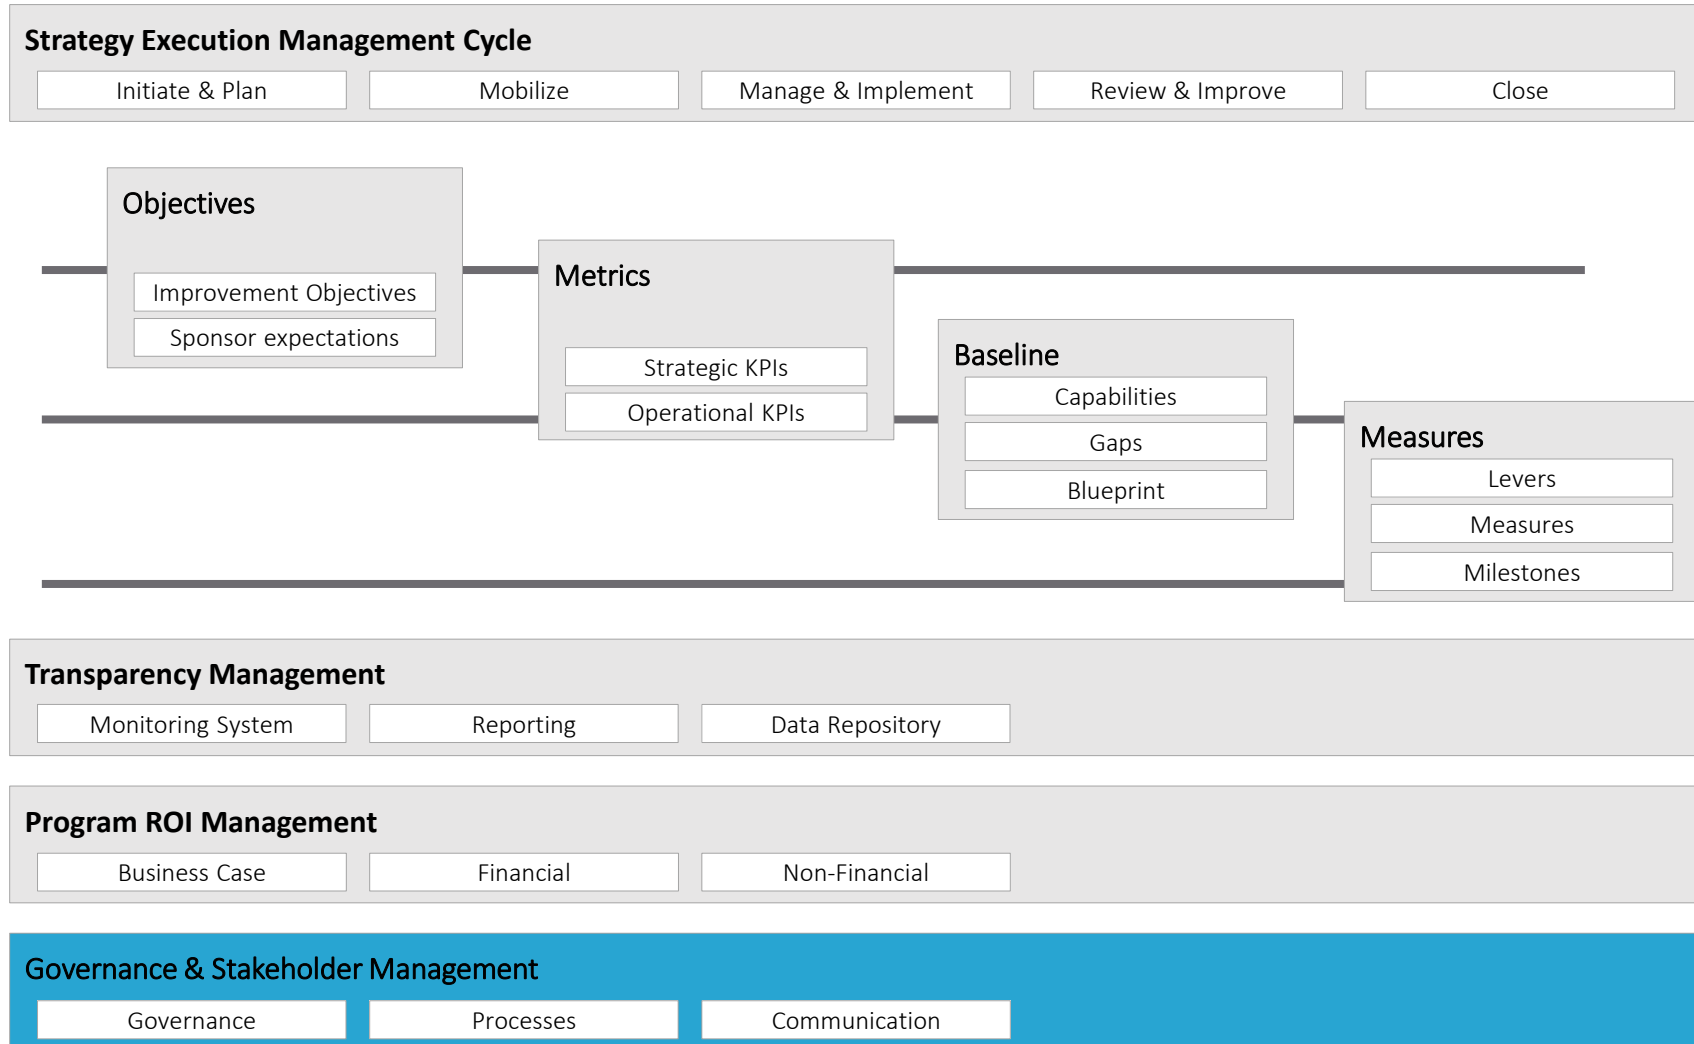 Strategy Execution Management Cycle
Initiate & Plan
Mobilize
Manage & Implement
Review & Improve
Close
Objectives
Improvement Objectives
Sponsor expectations
Metrics
Strategic KPIs
Operational KPIs
Baseline
Capabilities
Gaps
Blueprint
Measures
Levers
Measures
Milestones
Transparency Management
Monitoring System
Reporting
Data Repository
Program ROI Management
Business Case
Financial
Non-Financial
Governance & Stakeholder Management
Governance
Processes
Communication